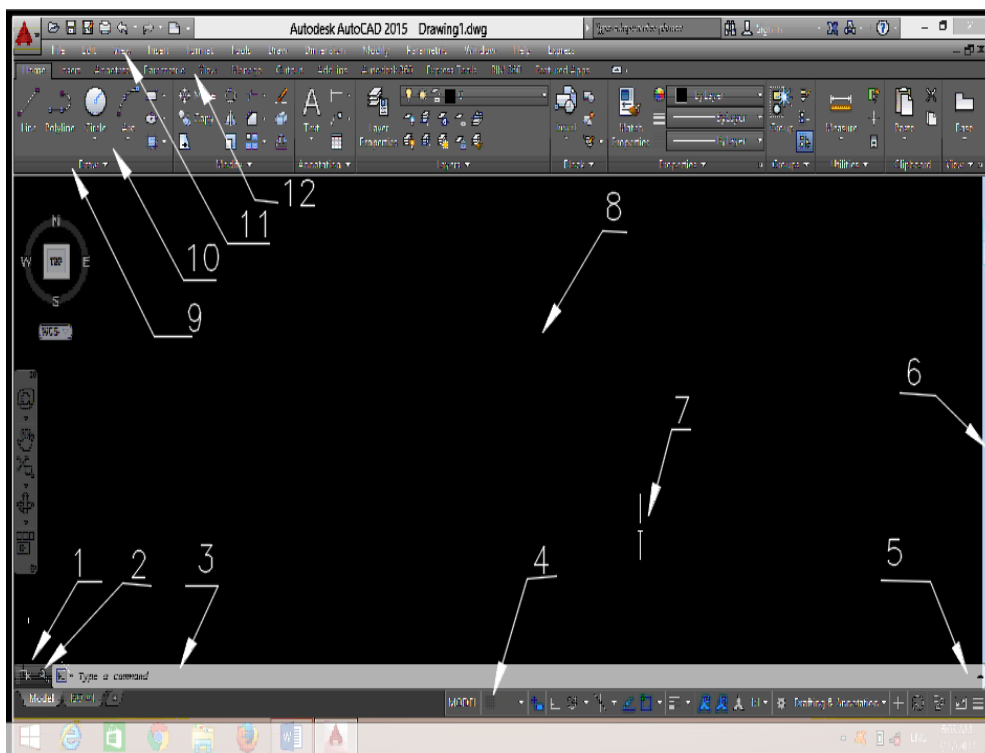 Autodesk AutoCAD 2015 Drawing1.dwg
File Edit View Insert Format Tools Draw Dimension Modify Parametric Window Help Express
Home Insert Annotate Parametric View Manage Output Add-ins Autodesk 360 Express Tools BIM 360 Featured Apps
Line Polyline Circle Arc Copy Text Layer Properties Insert Match Properties ByLayer Group Measure Paste Base
ByLayer
ByLayer
Draw Modify Annotation Layers Block Properties Groups Utilities Clipboard View
12
11
10
9
8
7
6
N
W TOP E
S
WCS
1 2 3 4 5
Type a command
Model
MODEL Drafting & Annotation